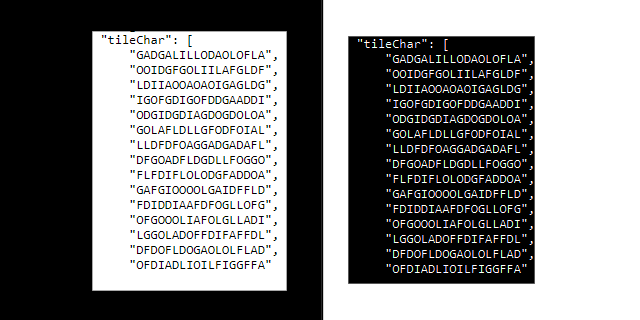 "tileChar": [
"GADGALILLODAOLOFLA",
"OOIDGFGOLIILAFGLDF",
"LDIIAOOAOAOIGAGLDG",
"IGOFGDIGOFDDGAADDI",
"ODGIDGDIAGDOGDOLOA",
"GOLAFLDLLGFODFOIAL",
"LLDFDFOAGGADGADAFL",
"DFGOADFLDGDLLFOGGO",
"FLFDIFLOLODGFADDOA",
"GAFGIOOOOLGAIDFFLD",
"FDIDDIAAFDFOGLLOFG",
"OFGOOOLIAFOLGLLADI",
"LGGOLADOFFDIFAFFDL",
"DFDOFLDOGAOLOLFLAD",
"OFDIADLIOILFIGGFFA"
"tileChar": [
"GADGALILLODAOLOFLA",
"OOIDGFGOLIILAFGLDF",
"LDIIAOOAOAOIGAGLDG",
"IGOFGDIGOFDDGAADDI",
"ODGIDGDIAGDOGDOLOA",
"GOLAFLDLLGFODFOIAL",
"LLDFDFOAGGADGADAFL",
"DFGOADFLDGDLLFOGGO",
"FLFDIFLOLODGFADDOA",
"GAFGIOOOOLGAIDFFLD",
"FDIDDIAAFDFOGLLOFG",
"OFGOOOLIAFOLGLLADI",
"LGGOLADOFFDIFAFFDL",
"DFDOFLDOGAOLOLFLAD",
"OFDIADLIOILFIGGFFA"